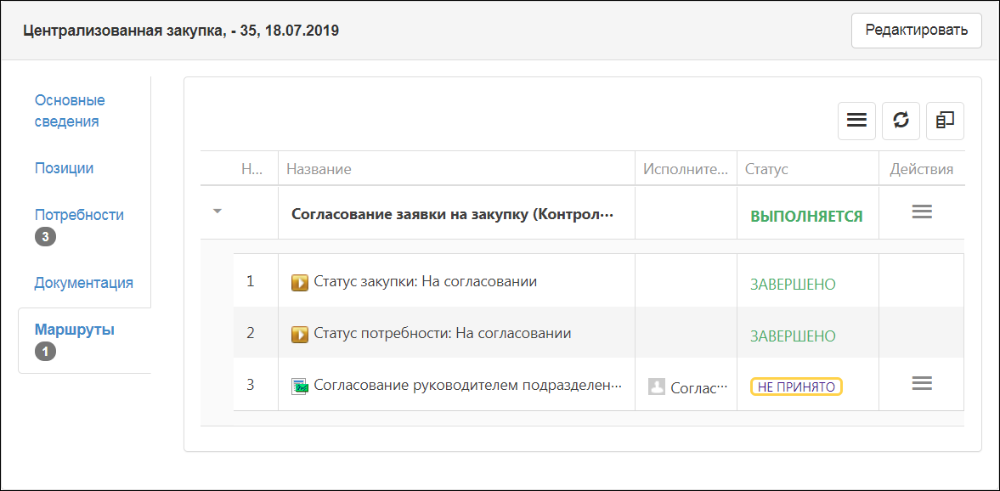 Централизованная закупка, - 35, 18.07.2019
Редактировать
Основные
сведения
Позиции
Потребности
3
Документация
Маршруты
1
Н... Название Исполните... Статус Действия
Согласование заявки на закупку (Контрол... ВЫПОЛНЯЕТСЯ
1 Статус закупки: На согласовании ЗАВЕРШЕНО
2 Статус потребности: На согласовании ЗАВЕРШЕНО
3 Согласование руководителем подразделен... Соглас... НЕ ПРИНЯТО